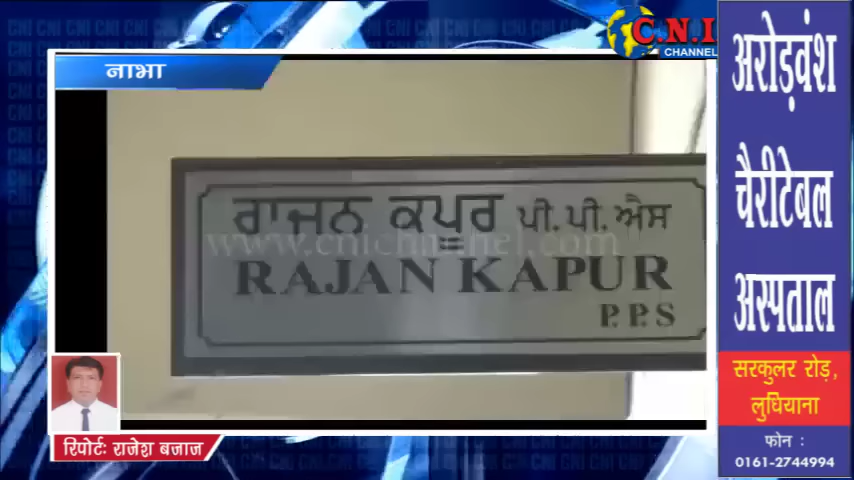 C.N.I
CHANNEL
नाभा
ਰਾਜਨ ਕਪੂਰ ਪੀ.ਪੀ.ਐਸ
www.cnichannel.com
RAJAN KAPUR
P.P.S
रिपोर्टः राजेश बजाज
अरोड़वंश
चैरीटेबल
अस्पताल
सरकुलर रोड़,
लुधियाना
फोन :
0161-2744994